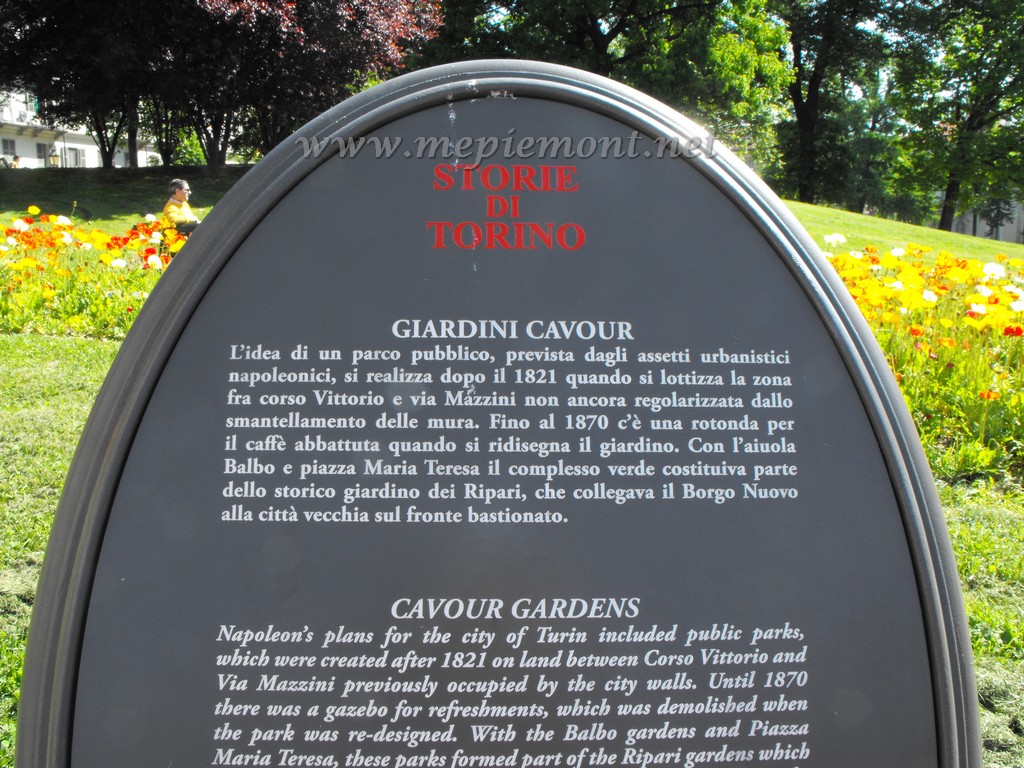 www.mepiemont.net
STORIE
DI
TORINO
GIARDINI CAVOUR
L'idea di un parco pubblico, prevista dagli assetti urbanistici
napoleonici, si realizza dopo il 1821 quando si lottizza la zona
fra corso Vittorio e via Mazzini non ancora regolarizzata dallo
smantellamento delle mura. Fino al 1870 c'è una rotonda per
il caffè abbattuta quando si ridisegna il giardino. Con l'aiuola
Balbo e piazza Maria Teresa il complesso verde costituiva parte
dello storico giardino dei Ripari, che collegava il Borgo Nuovo
alla città vecchia sul fronte bastionato.
CAVOUR GARDENS
Napoleon's plans for the city of Turin included public parks,
which were created after 1821 on land between Corso Vittorio and
Via Mazzini previously occupied by the city walls. Until 1870
there was a gazebo for refreshments, which was demolished when
the park was re-designed. With the Balbo gardens and Piazza
Maria Teresa, these parks formed part of the Ripari gardens which